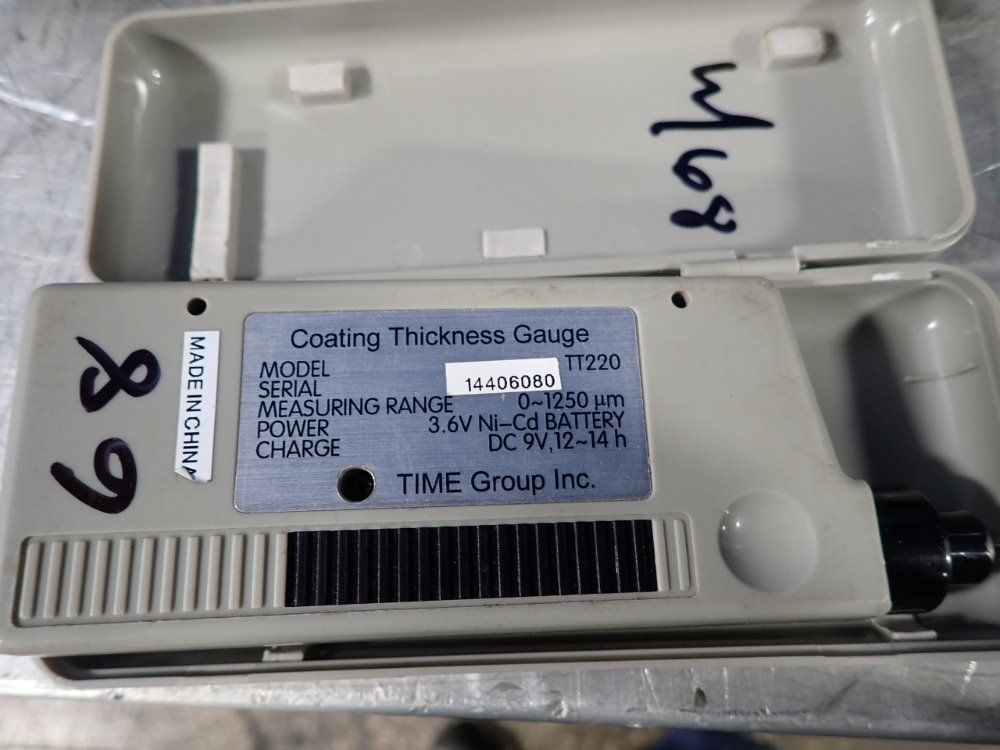 68
68
MADE IN CHINA
Coating Thickness Gauge
MODEL TT220
SERIAL 14406080
MEASURING RANGE 0~1250 µm
POWER 3.6V Ni-Cd BATTERY
CHARGE DC 9V, 12~14 h
TIME Group Inc.